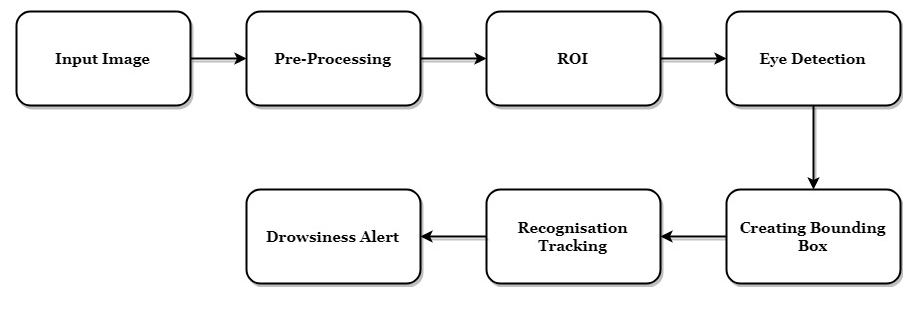 Input Image
Pre-Processing
ROI
Eye Detection
Creating Bounding
Box
Recognisation
Tracking
Drowsiness Alert